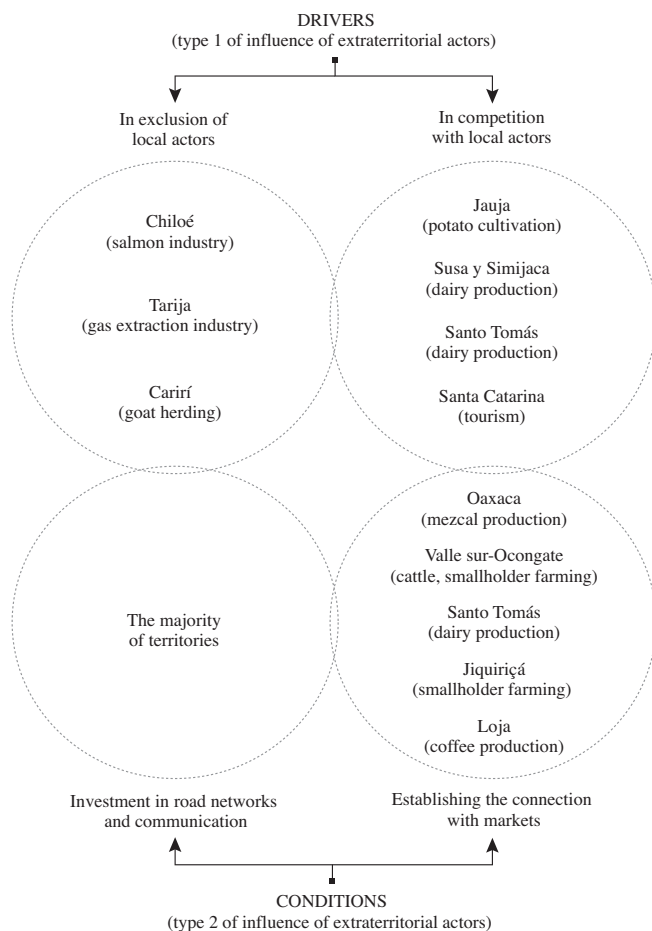 DRIVERS
(type 1 of influence of extraterritorial actors)
In exclusion of
local actors
In competition
with local actors
Chiloé
(salmon industry)
Tarija
(gas extraction industry)
Carirí
(goat herding)
Jauja
(potato cultivation)
Susa y Simijaca
(dairy production)
Santo Tomás
(dairy production)
Santa Catarina
(tourism)
The majority
of territories
Oaxaca
(mezcal production)
Valle sur-Ocongate
(cattle, smallholder farming)
Santo Tomás
(dairy production)
Jiquiriçá
(smallholder farming)
Loja
(coffee production)
Investment in road networks
and communication
Establishing the connection
with markets
CONDITIONS
(type 2 of influence of extraterritorial actors)